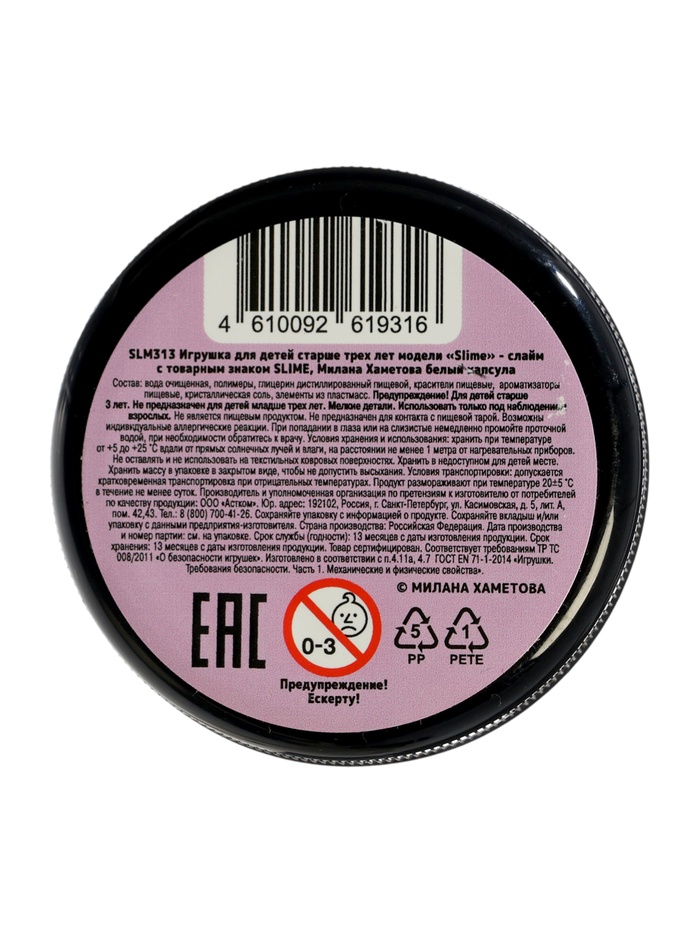 4 610092 619316
SLM313 Игрушка для детей старше трех лет модели «Slime» - слайм
с товарным знаком SLIME, Милана Хаметова белый капсула
Состав: вода очищенная, полимеры, глицерин дистиллированный пищевой, красители пищевые, ароматизаторы
пищевые, кристаллическая соль, элементы из пластмасс. Предупреждение! Для детей старше
3 лет. Не предназначен для детей младше трех лет. Мелкие детали. Использовать только под наблюдением
взрослых. Не является пищевым продуктом. Не предназначен для контакта с пищевой тарой. Возможны
индивидуальные аллергические реакции. При попадании в глаза или на слизистые немедленно промойте проточной
водой, при необходимости обратитесь к врачу. Условия хранения и использования: хранить при температуре
от +5 до +25 °C вдали от прямых солнечных лучей и влаги, на расстоянии не менее 1 метра от нагревательных приборов.
Не оставлять и не использовать на текстильных ковровых поверхностях. Хранить в недоступном для детей месте.
Хранить массу в упаковке в закрытом виде, чтобы не допустить высыхания. Условия транспортировки: допускается
кратковременная транспортировка при отрицательных температурах. Продукт размораживают при температуре 20±5 °C
в течение не менее суток. Производитель и уполномоченная организация по претензиям к изготовителю от потребителей
по качеству продукции: ООО «Астком». Юр. адрес: 192102, Россия, г. Санкт-Петербург, ул. Касимовская, д. 5, лит. А,
пом. 42,43. Тел.: 8 (800) 700-41-26. Сохраняйте упаковку с информацией о продукте. Сохраняйте вкладыш и/или
упаковку с данными предприятия-изготовителя. Страна производства: Российская Федерация. Дата производства
и номер партии: см. на упаковке. Срок службы (годности): 13 месяцев с даты изготовления продукции. Срок
хранения: 13 месяцев с даты изготовления продукции. Товар сертифицирован. Соответствует требованиям ТР ТС
008/2011 «О безопасности игрушек». Изготовлено в соответствии с п.4.11а, 4.7 ГОСТ EN 71-1-2014 «Игрушки.
Требования безопасности. Часть 1. Механические и физические свойства».
© МИЛАНА ХАМЕТОВА
EAC
0-3
5
PP
1
PETE
Предупреждение!
Ескерту!